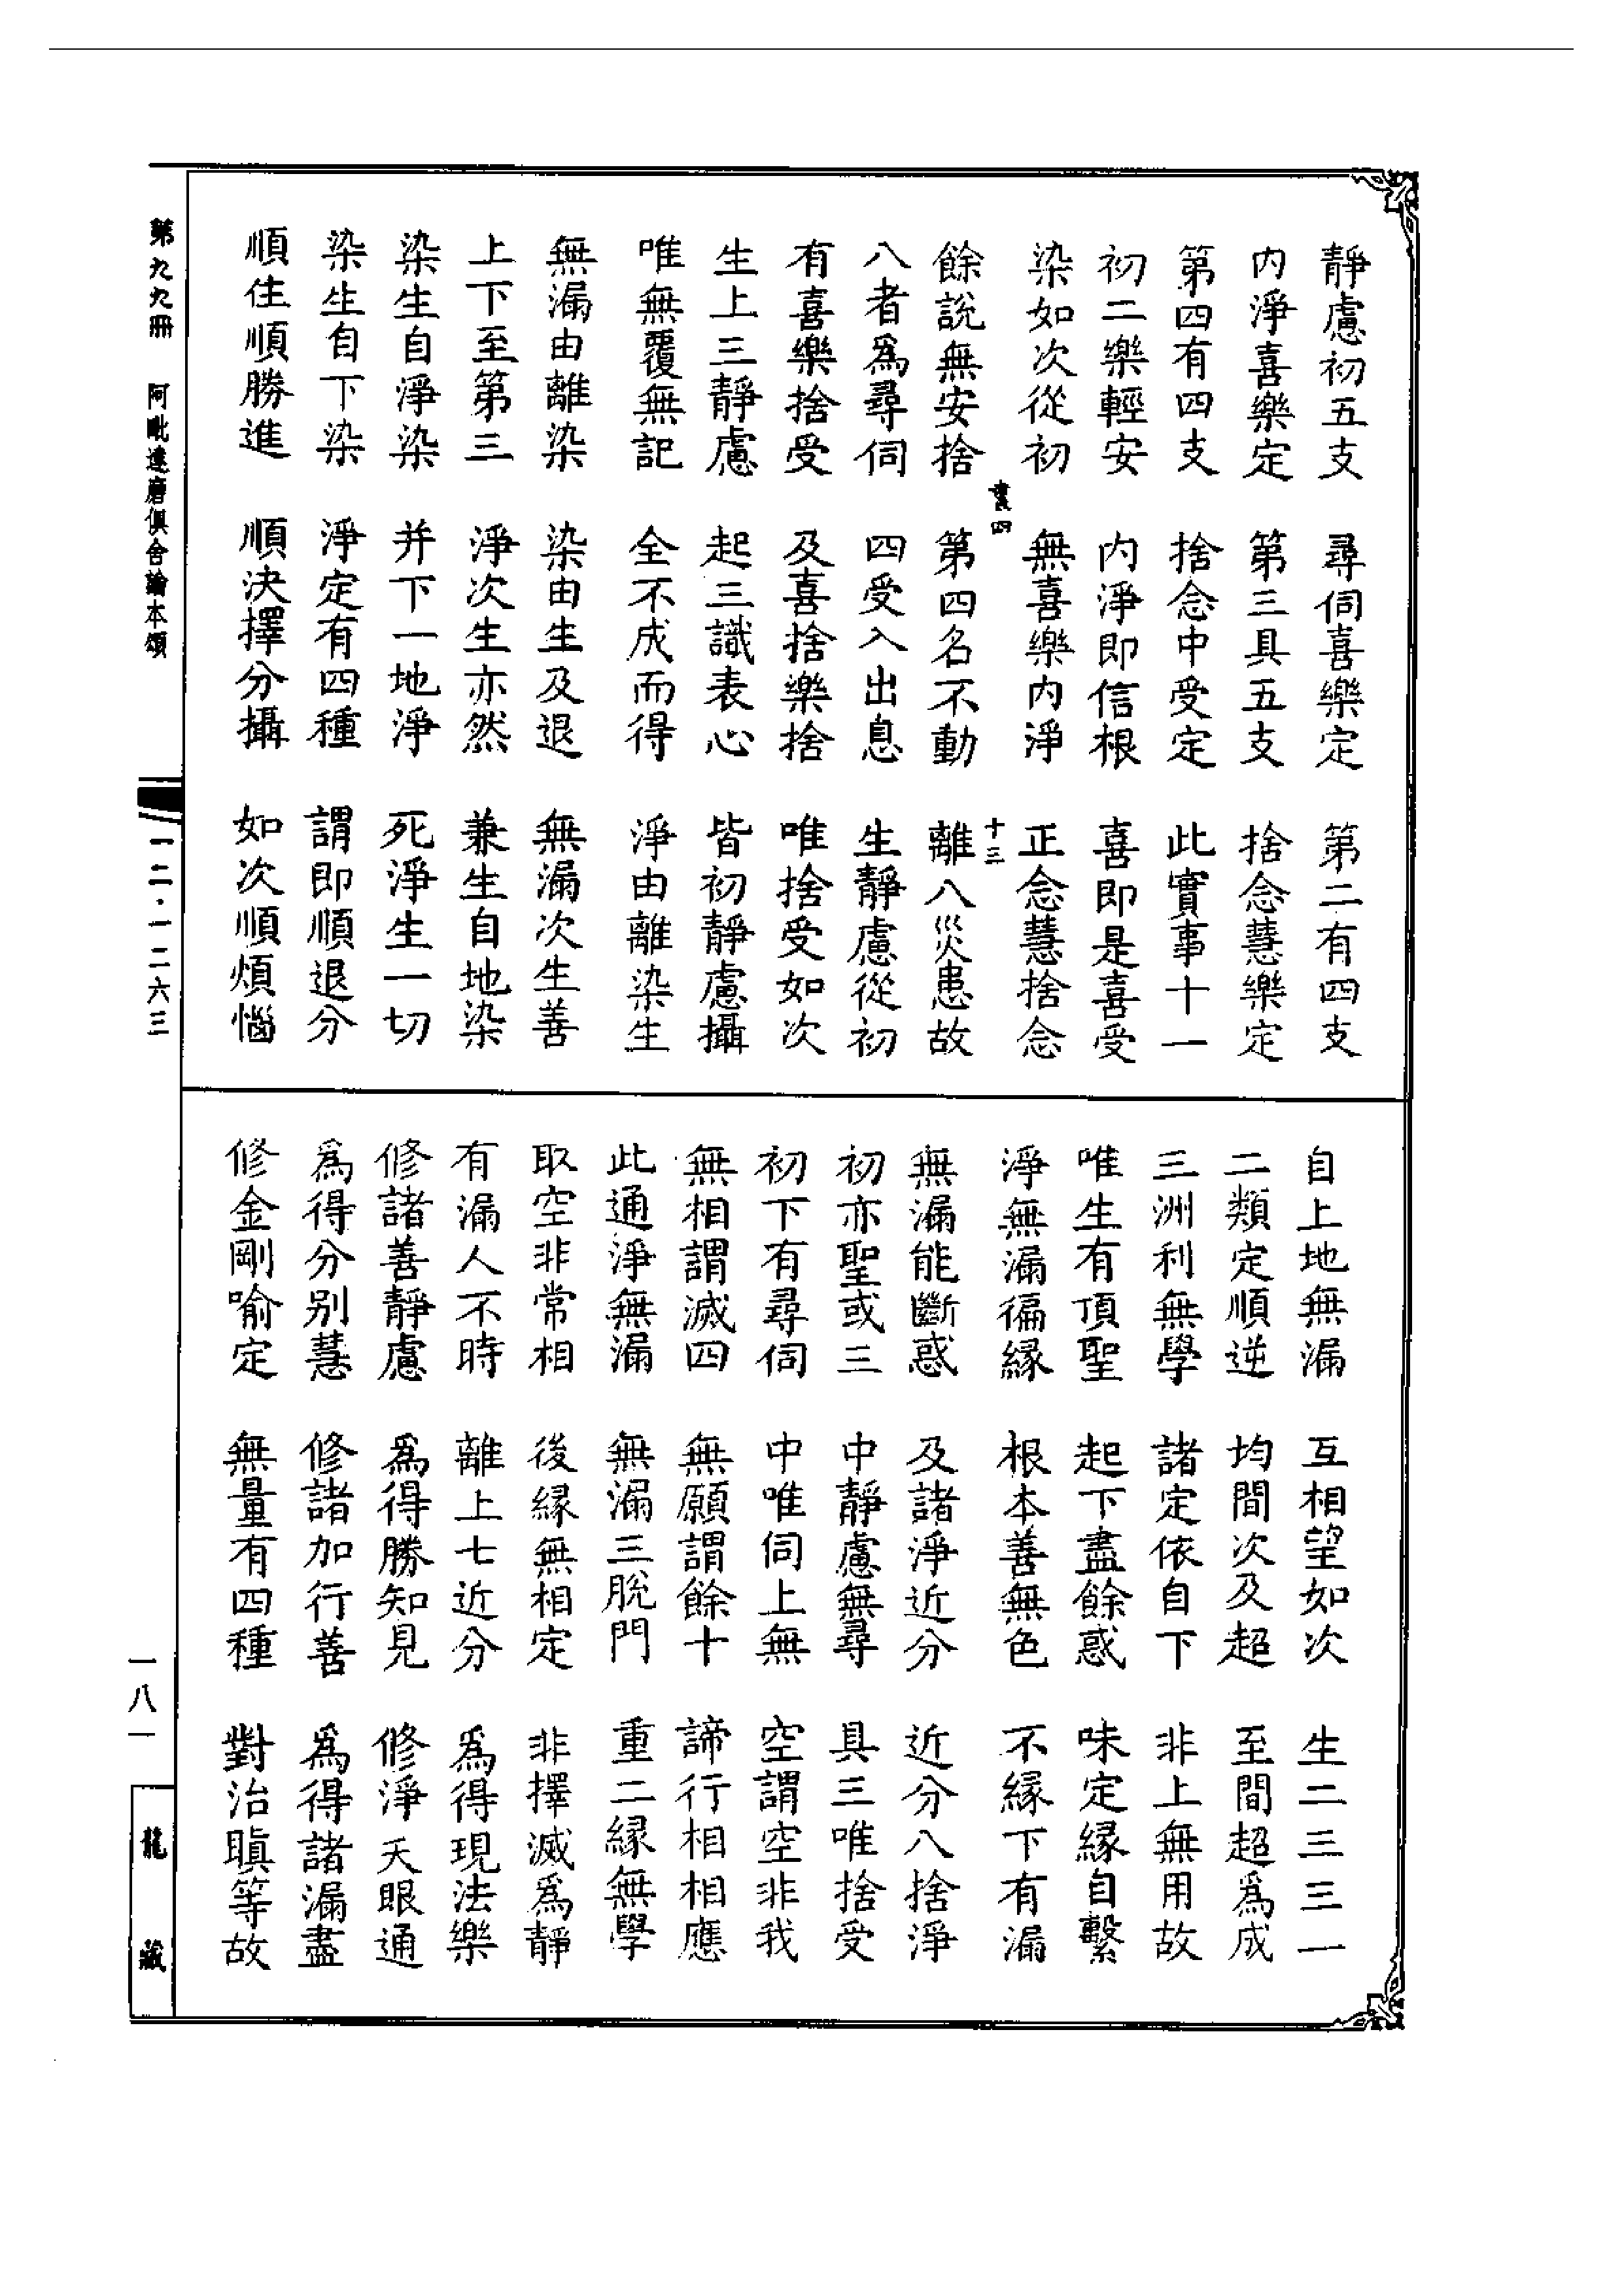 靜慮初五支　尋伺喜樂定　第二有四支
內淨喜樂定　第三具五支　捨念慧樂定
第四有四支　捨念中受定　此實事十一
初二樂輕安　內淨即信根　喜即是喜受
染如次從初　無喜樂內淨　正念慧捨念
四　十三
餘說無安捨　第四名不動　離八災患故
八者爲尋伺　四受入出息　生靜慮從初
有喜樂捨受　及喜捨樂捨　唯捨受如次
生上三靜慮　起三識表心　皆初靜慮攝
唯無覆無記　全不成而得　淨由離染生
無漏由離染　染由生及退　無漏次生善
上下至第三　淨次生亦然　兼生自地染
染生自淨染　并下一地淨　死淨生一切
染生自下染　淨定有四種　謂即順退分
順住順勝進　順決擇分攝　如次順煩惱
自上地無漏　互相望如次　生二三三一
二類定順逆　均間次及超　至間超爲成
三洲利無學　諸定依自下　非上無用故
唯生有頂聖　起下盡餘惑　味定緣自繫
淨無漏徧緣　根本善無色　不緣下有漏
無漏能斷惑　及諸淨近分　近分八捨淨
初亦聖或三　中靜慮無尋　具三唯捨受
初下有尋伺　中唯伺上無　空謂空非我
無相謂滅四　無願謂餘十　諦行相相應
此通淨無漏　無漏三脫門　重二緣無學
取空非常相　後緣無相定　非擇滅爲靜
有漏人不時　離上七近分　爲得現法樂
修諸善靜慮　爲得勝知見　修淨天眼通
爲得分別慧　修諸加行善　爲得諸漏盡
修金剛喻定　無量有四種　對治瞋等故
第九九冊　阿毗達磨俱舍論本頌　一二·一二六三
一八一
龍藏